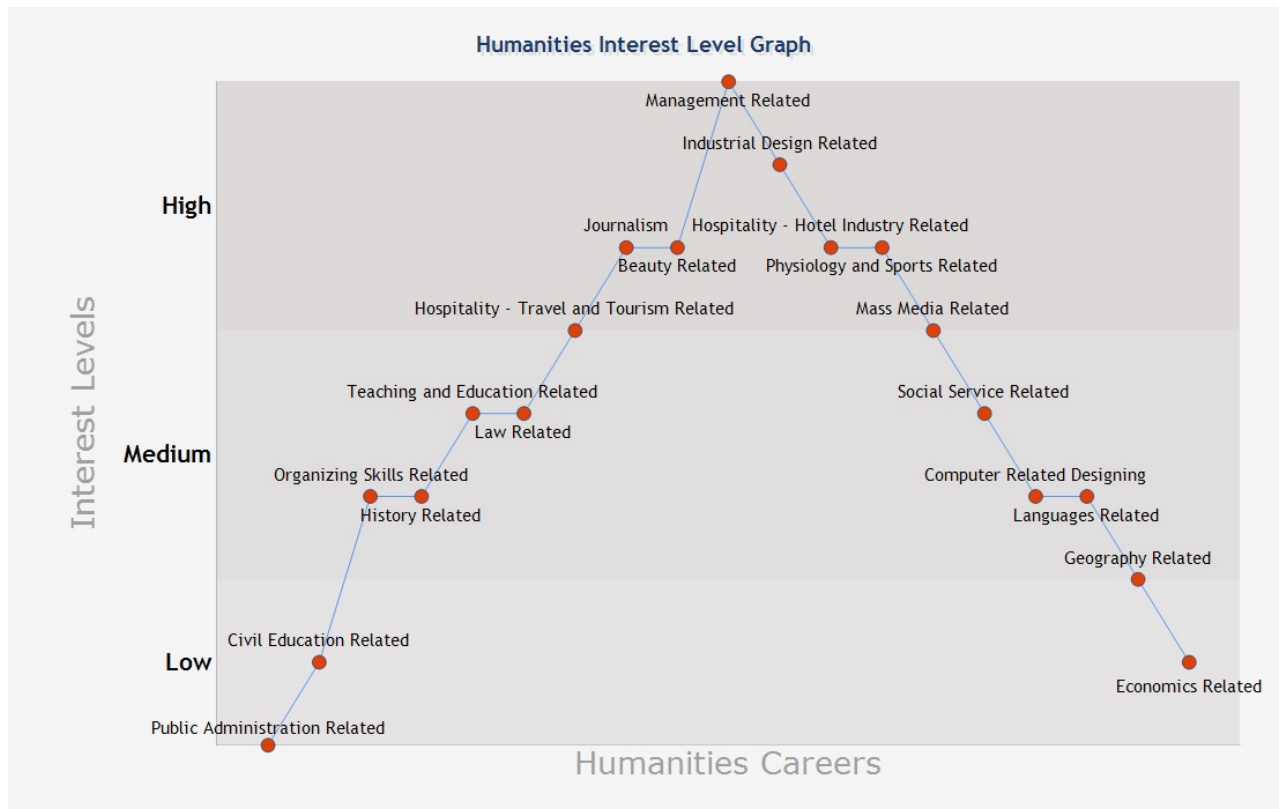 Humanities Interest Level Graph
Management Related
Industrial Design Related
High
Journalism
Hospitality - Hotel Industry Related
Beauty Related
Physiology and Sports Related
Hospitality - Travel and Tourism Related
Mass Media Related
Interest Levels
Teaching and Education Related
Social Service Related
Law Related
Medium
Organizing Skills Related
Computer Related Designing
History Related
Languages Related
Geography Related
Civil Education Related
Low
Economics Related
Public Administration Related
Humanities Careers